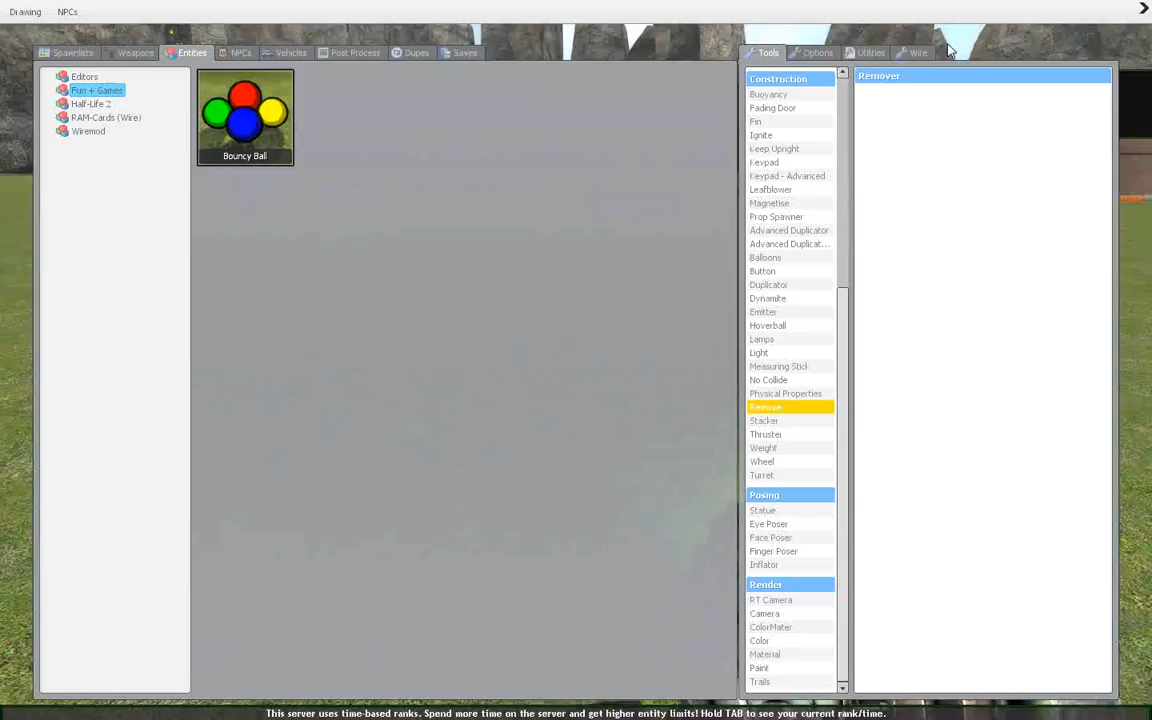 Drawing NPCs
Spawnlists Weapons Entities NPCs Vehicles Post Process Dupes Saves
Tools Options Utilities Wire
Editors
Fun + Games
Half-Life 2
RAM-Cards (Wire)
Wiremod
Bouncy Ball
Construction
Buoyancy
Fading Door
Fin
Ignite
Keep Upright
Keypad
Keypad - Advanced
Leafblower
Magnetise
Prop Spawner
Advanced Duplicator
Advanced Duplicat...
Balloons
Button
Duplicator
Dynamite
Emitter
Hoverball
Lamps
Light
Measuring Stick
No Collide
Physical Properties
Remover
Stacker
Thruster
Weight
Wheel
Turret
Posing
Statue
Eye Poser
Face Poser
Finger Poser
Inflator
Render
RT Camera
Camera
ColorMater
Color
Material
Paint
Trails
Remover
This server uses time-based ranks. Spend more time on the server and get higher entity limits! Hold TAB to see your current rank/time.